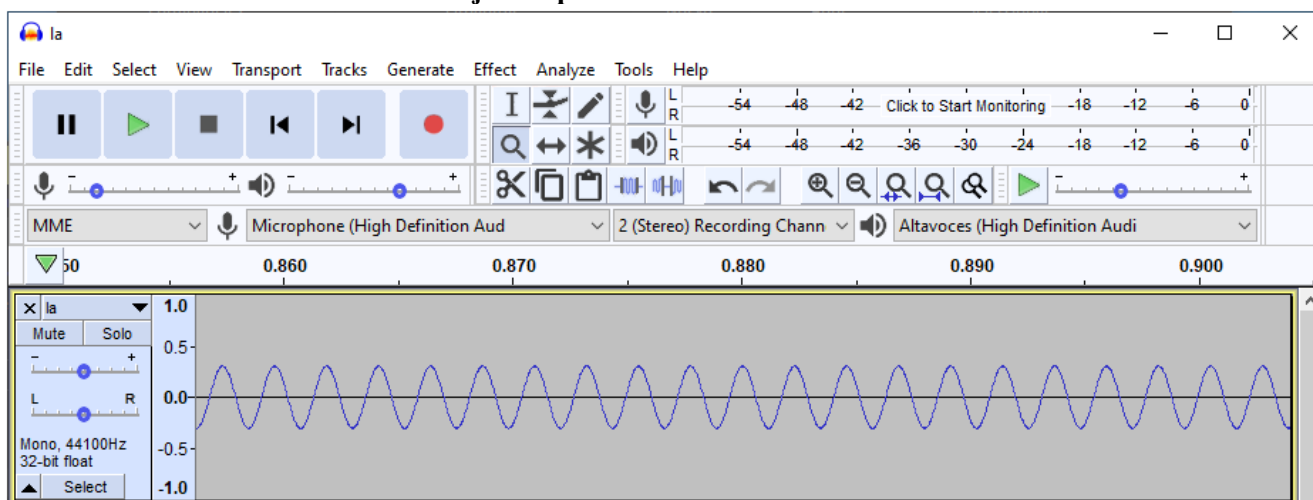 la
File Edit Select View Transport Tracks Generate Effect Analyze Tools Help
L
R
-54 -48 -42 Click to Start Monitoring -18 -12 -6 0
L
R
-54 -48 -42 -36 -30 -24 -18 -12 -6 0
- + - + - +
MME Microphone (High Definition Aud 2 (Stereo) Recording Chann Altavoces (High Definition Audi
50 0.860 0.870 0.880 0.890 0.900
la 1.0
Mute Solo
- + 0.5
L R 0.0
Mono, 44100Hz
32-bit float -0.5
Select -1.0